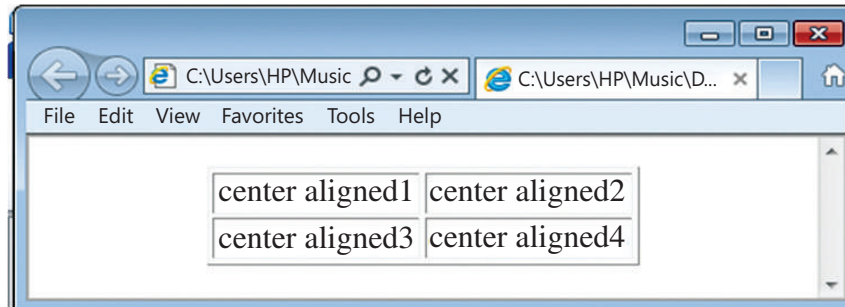 C:\Users\HP\Music C:\Users\HP\Music\D...
File Edit View Favorites Tools Help
center aligned1 center aligned2
center aligned3 center aligned4